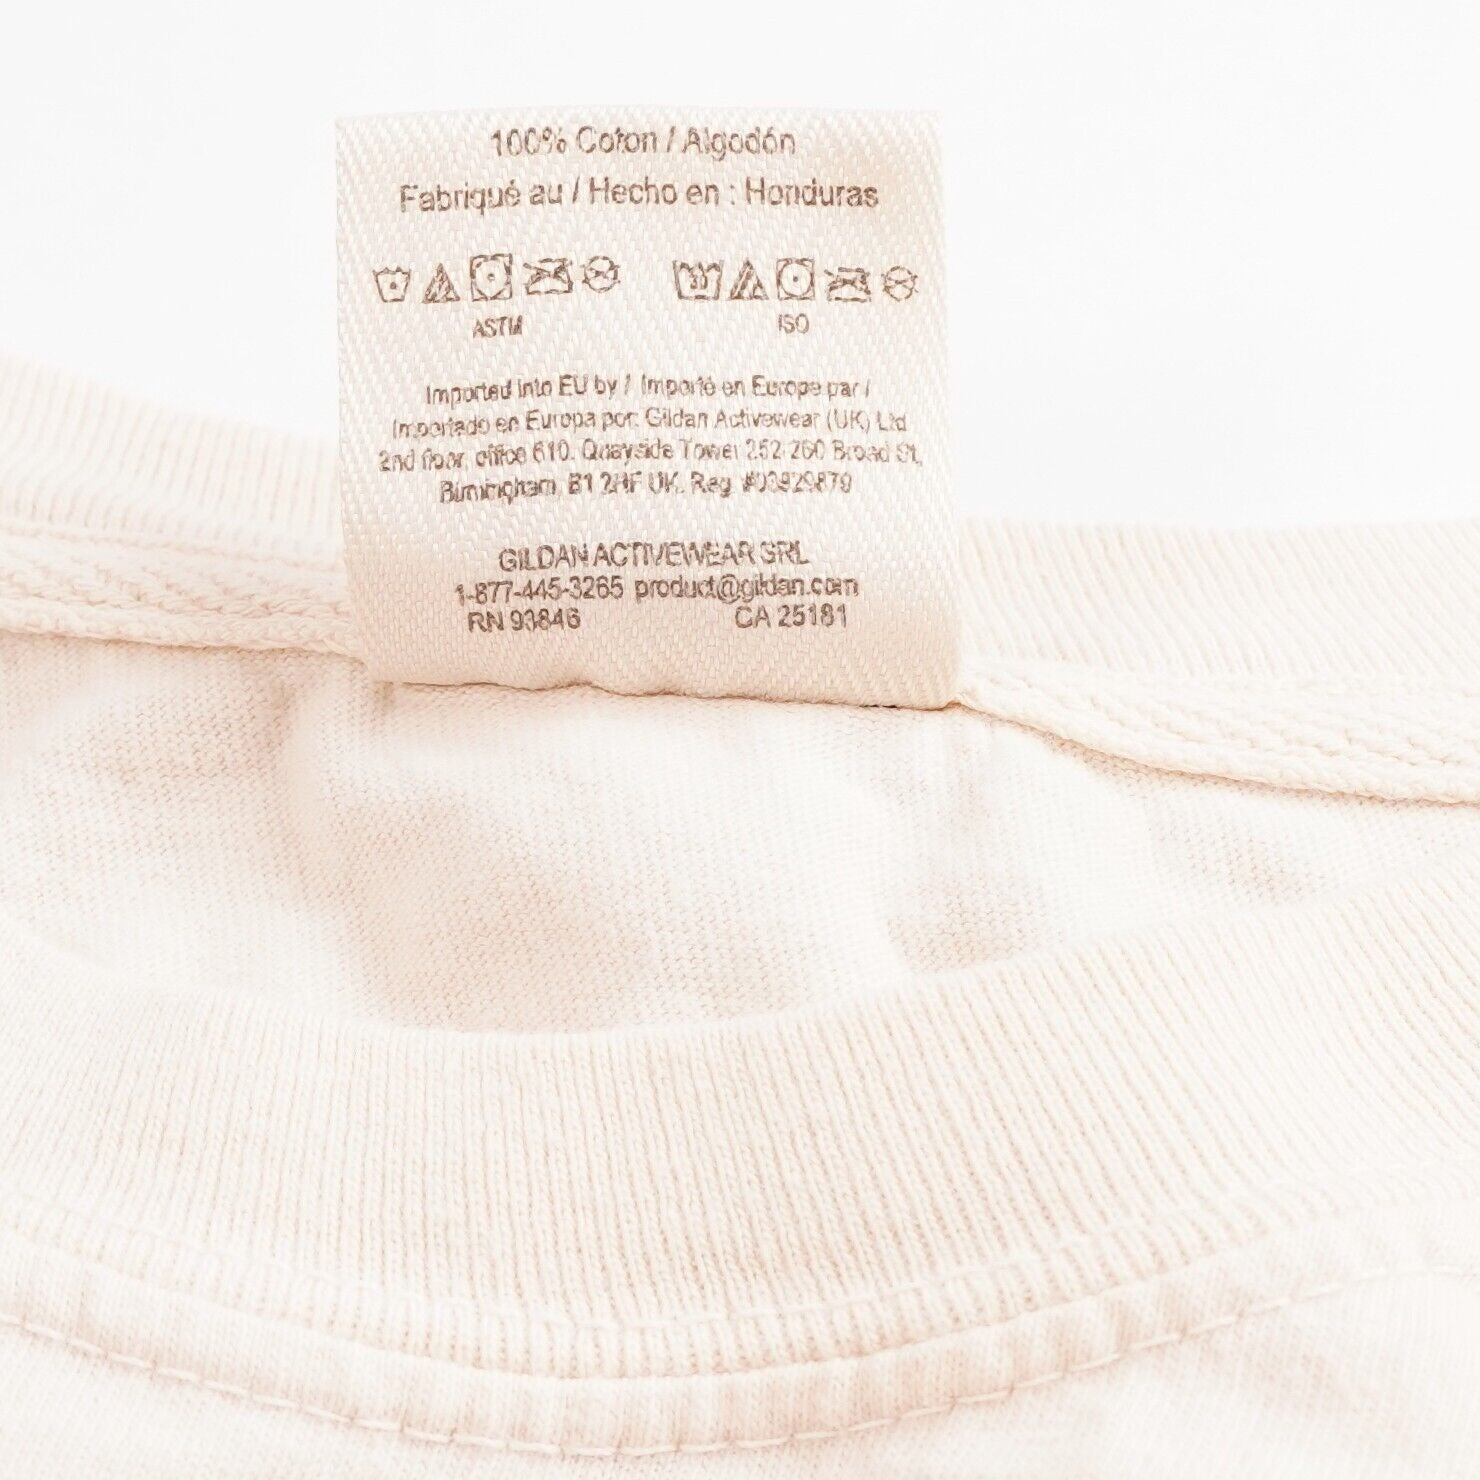 100% Coton / Algodón
Fabriqué au / Hecho en : Honduras
30
ASTM
ISO
Imported into EU by / Importé en Europe par /
Importado en Europa por: Gildan Activewear (UK) Ltd
2nd floor, office 610, Quayside Tower 252-260 Broad St,
Birmingham, B1 2HF UK. Reg. #03929879
GILDAN ACTIVEWEAR SRL
1-877-445-3265 product@gildan.com
RN 93846 CA 25181